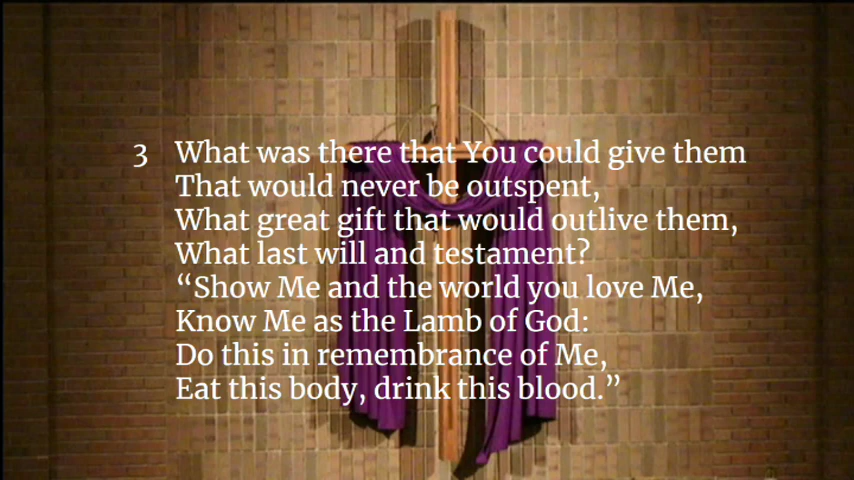 3 What was there that You could give them
That would never be outspent,
What great gift that would outlive them,
What last will and testament?
“Show Me and the world you love Me,
Know Me as the Lamb of God:
Do this in remembrance of Me,
Eat this body, drink this blood.”